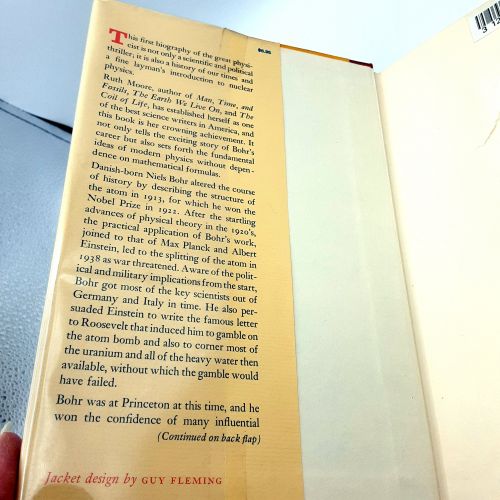 $6.95
This first biography of the great physi-
cist is not only a scientific and political
thriller; it is also a history of our times and
a fine layman's introduction to nuclear
physics.
Ruth Moore, author of Man, Time, and
Fossils, The Earth We Live On, and The
Coil of Life, has established herself as one
of the best science writers in America, and
this book is her crowning achievement. It
not only tells the exciting story of Bohr's
career but also sets forth the fundamental
ideas of modern physics without depen-
dence on mathematical formulas.
Danish-born Niels Bohr altered the course
of history by describing the structure of
the atom in 1913, for which he won the
Nobel Prize in 1922. After the startling
advances of physical theory in the 1920's,
the practical application of Bohr's work,
joined to that of Max Planck and Albert
Einstein, led to the splitting of the atom in
1938 as war threatened. Aware of the polit-
ical and military implications from the start,
Bohr got most of the key scientists out of
Germany and Italy in time. He also per-
suaded Einstein to write the famous letter
to Roosevelt that induced him to gamble on
the atom bomb and also to corner most of
the uranium and all of the heavy water then
available, without which the gamble would
have failed.
Bohr was at Princeton at this time, and he
won the confidence of many influential
(Continued on back flap)
Jacket design by GUY FLEMING